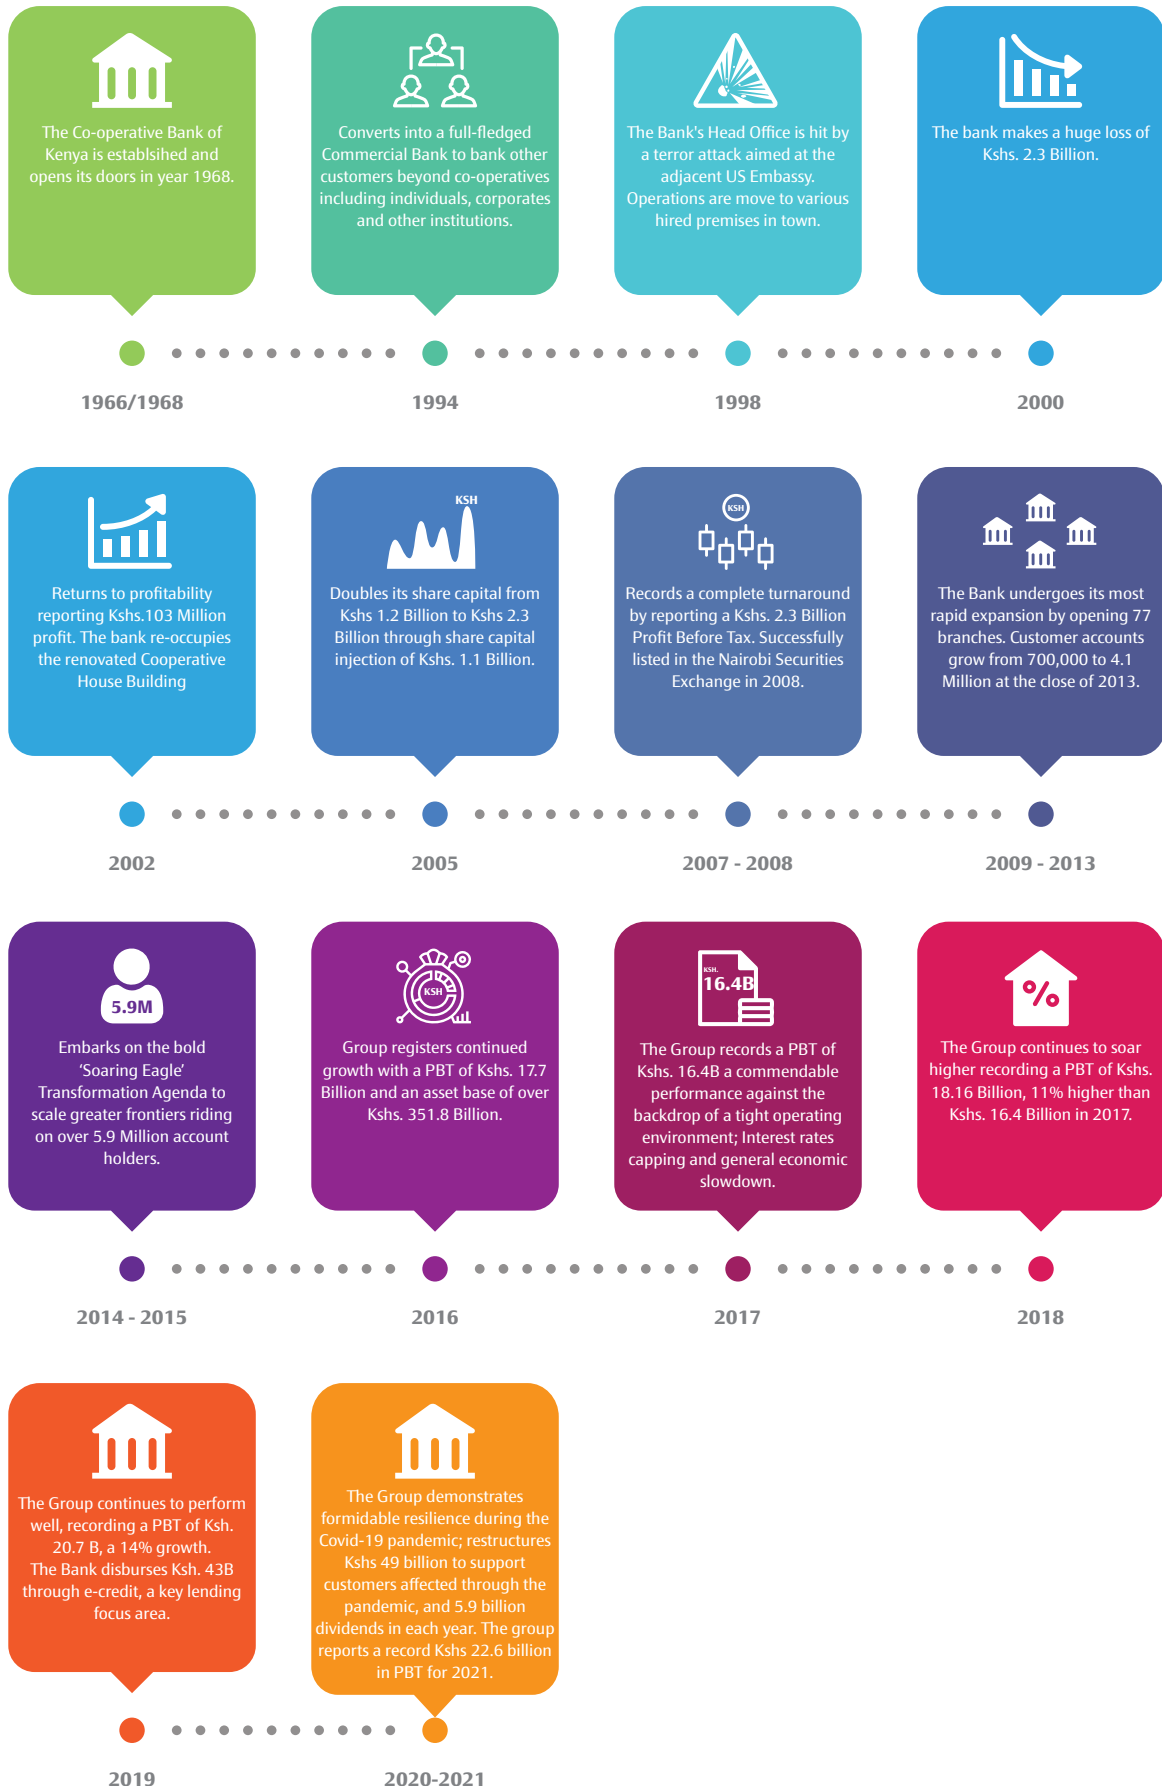 The Co-operative Bank of
Kenya is establsihed and
opens its doors in year 1968.
1966/1968
Converts into a full-fledged
Commercial Bank to bank other
customers beyond co-operatives
including individuals, corporates
and other institutions.
1994
The Bank's Head Office is hit by
a terror attack aimed at the
adjacent US Embassy.
Operations are move to various
hired premises in town.
1998
The bank makes a huge loss of
Kshs. 2.3 Billion.
2000
Returns to profitability
reporting Kshs.103 Million
profit. The bank re-occupies
the renovated Cooperative
House Building
2002
KSH
Doubles its share capital from
Kshs 1.2 Billion to Kshs 2.3
Billion through share capital
injection of Kshs. 1.1 Billion.
2005
KSH
Records a complete turnaround
by reporting a Kshs. 2.3 Billion
Profit Before Tax. Successfully
listed in the Nairobi Securities
Exchange in 2008.
2007 - 2008
The Bank undergoes its most
rapid expansion by opening 77
branches. Customer accounts
grow from 700,000 to 4.1
Million at the close of 2013.
2009 - 2013
5.9M
Embarks on the bold
‘Soaring Eagle’
Transformation Agenda to
scale greater frontiers riding
on over 5.9 Million account
holders.
2014 - 2015
KSH
Group registers continued
growth with a PBT of Kshs. 17.7
Billion and an asset base of over
Kshs. 351.8 Billion.
2016
KSH.
16.4B
The Group records a PBT of
Kshs. 16.4B a commendable
performance against the
backdrop of a tight operating
environment; Interest rates
capping and general economic
slowdown.
2017
%
The Group continues to soar
higher recording a PBT of Kshs.
18.16 Billion, 11% higher than
Kshs. 16.4 Billion in 2017.
2018
The Group continues to perform
well, recording a PBT of Ksh.
20.7 B, a 14% growth.
The Bank disburses Ksh. 43B
through e-credit, a key lending
focus area.
2019
The Group demonstrates
formidable resilience during the
Covid-19 pandemic; restructures
Kshs 49 billion to support
customers affected through the
pandemic, and 5.9 billion
dividends in each year. The group
reports a record Kshs 22.6 billion
in PBT for 2021.
2020-2021